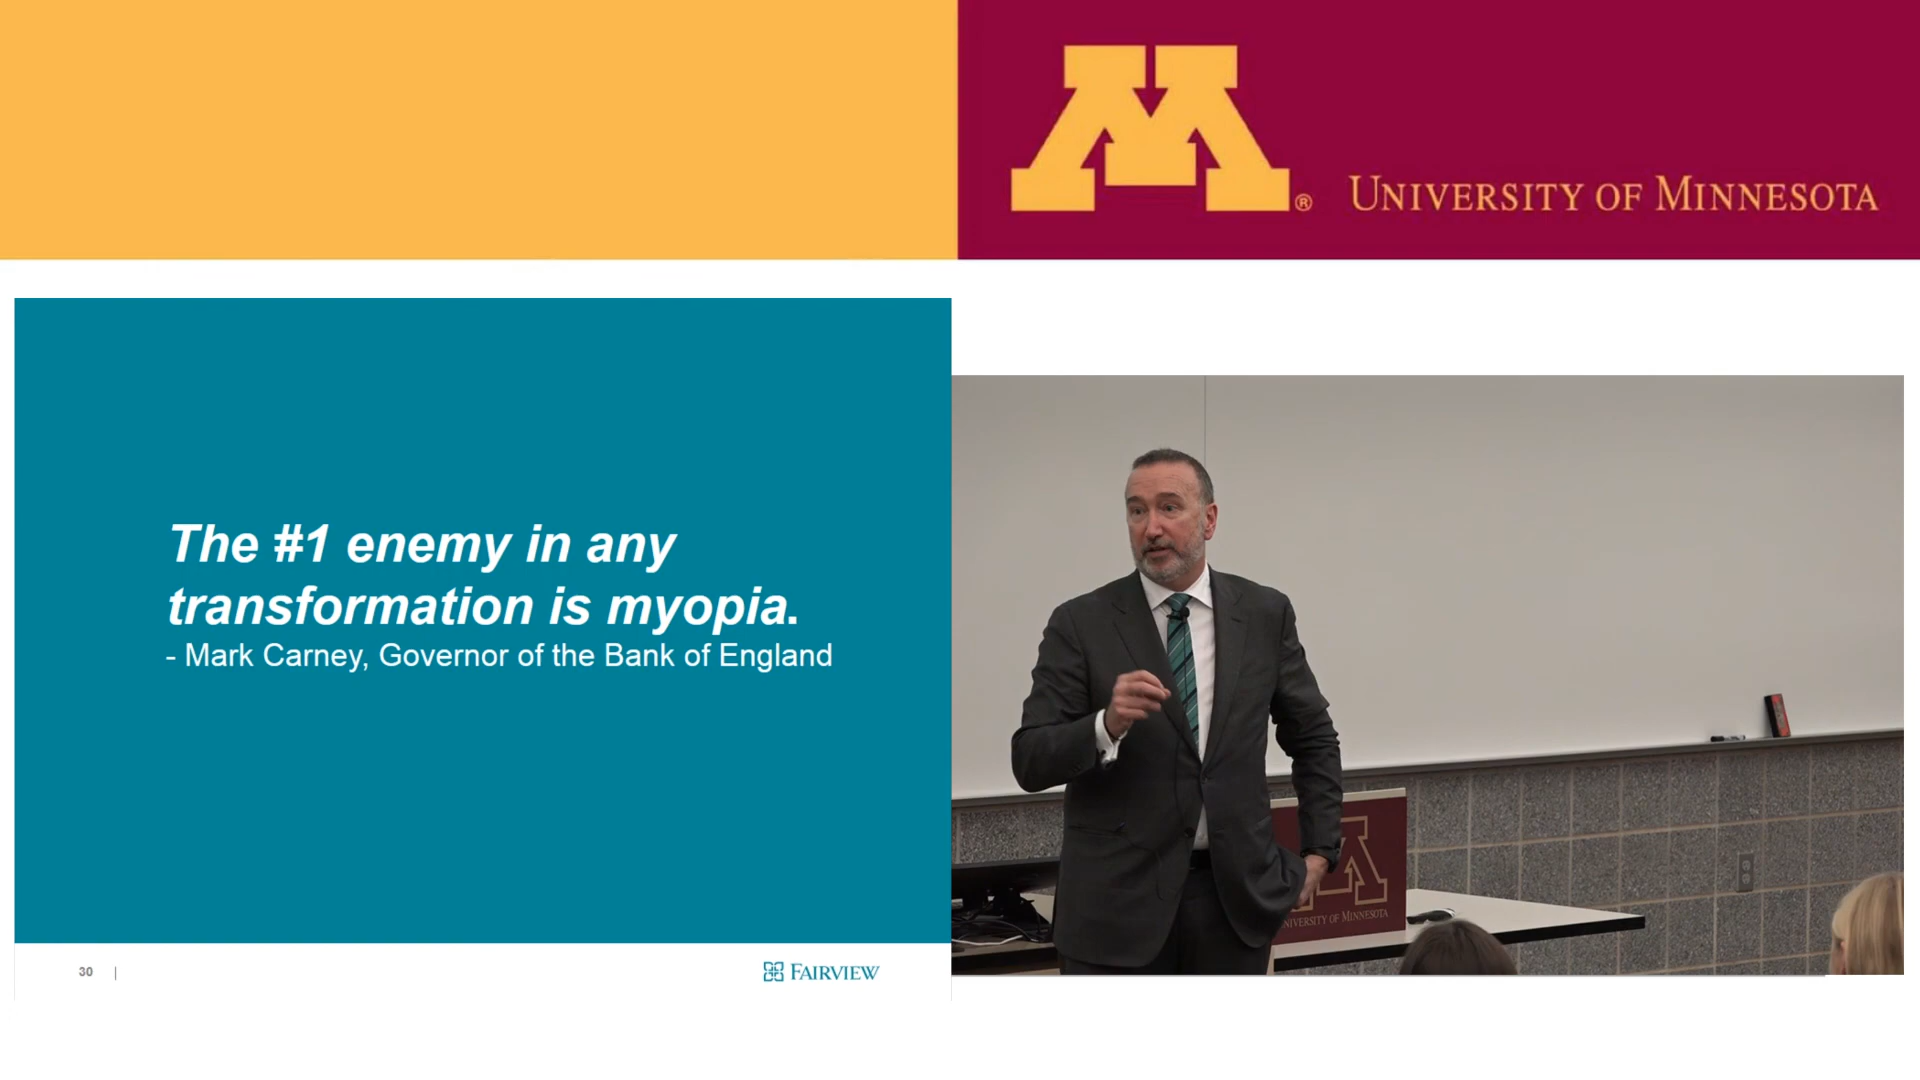 M®
UNIVERSITY OF MINNESOTA
The #1 enemy in any
transformation is myopia.
- Mark Carney, Governor of the Bank of England
30 |
FAIRVIEW
UNIVERSITY OF MINNESOTA